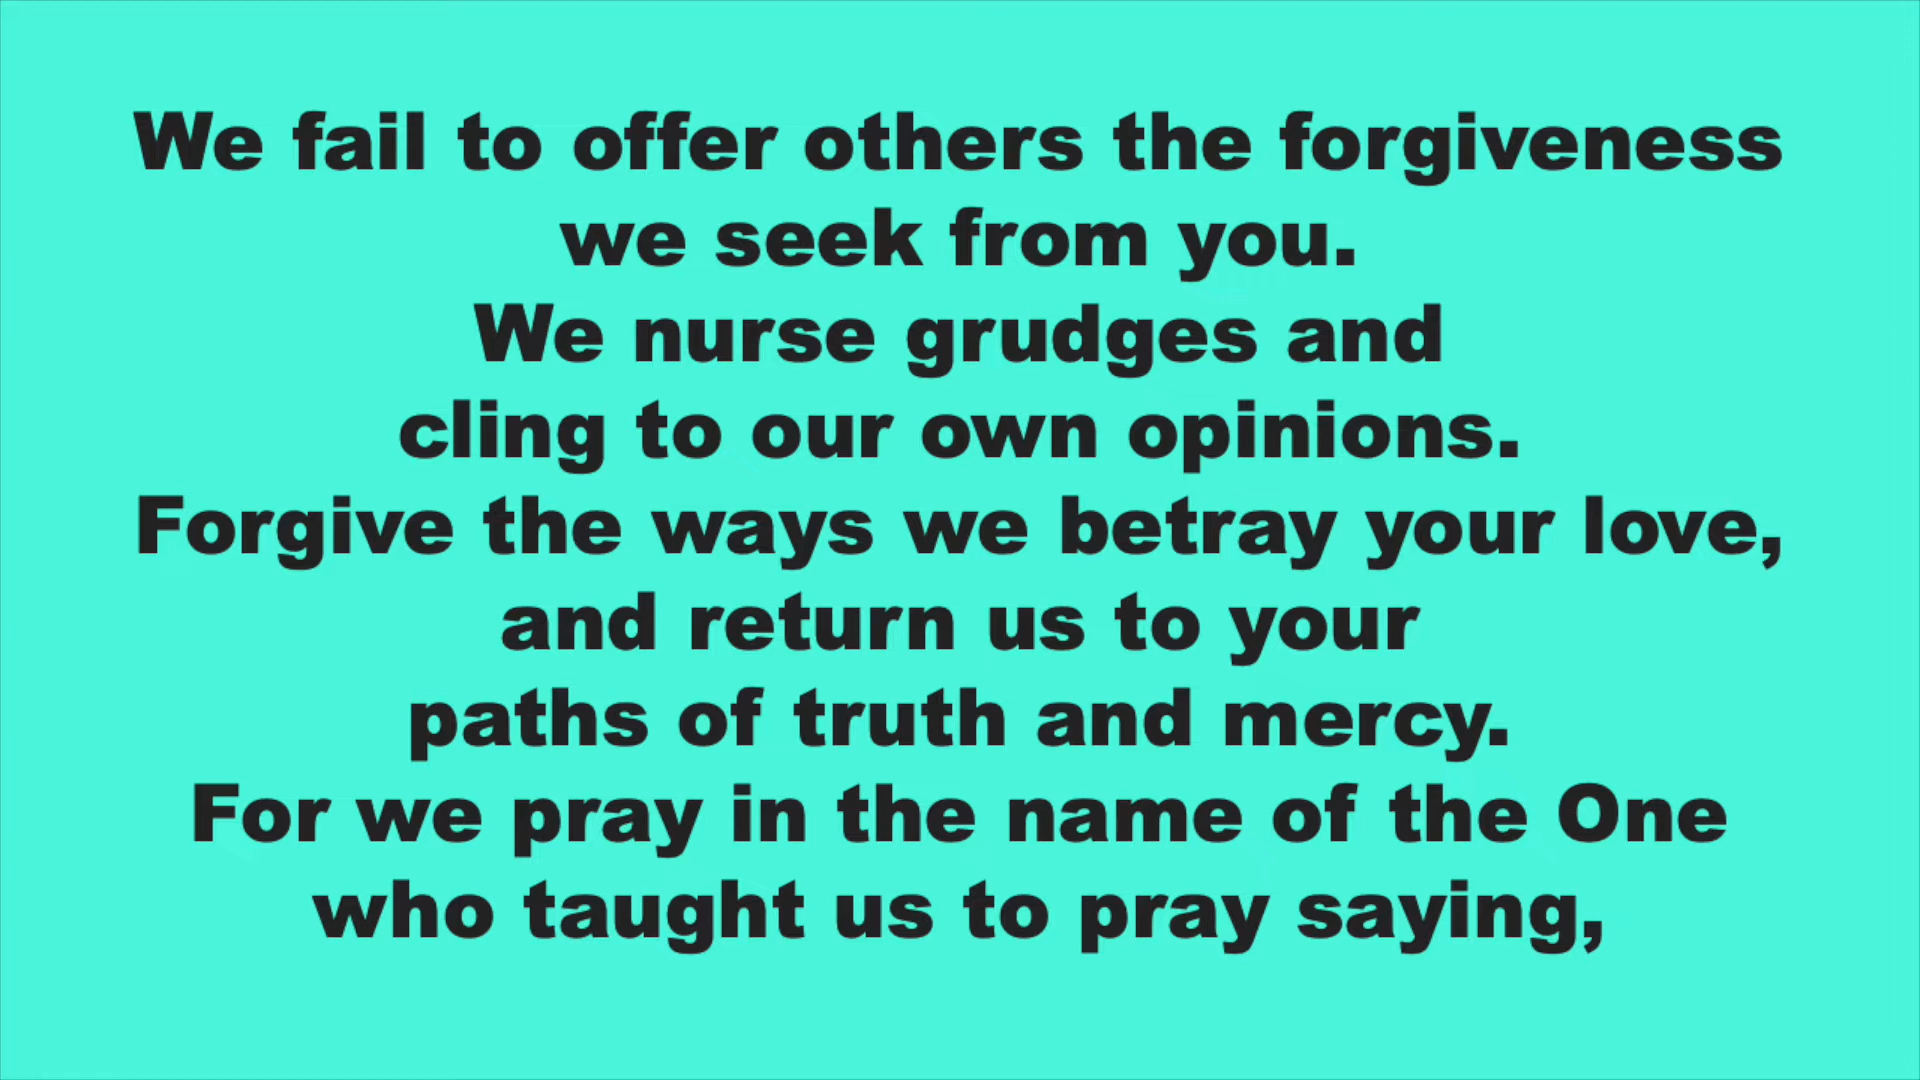 We fail to offer others the forgiveness
we seek from you.
We nurse grudges and
cling to our own opinions.
Forgive the ways we betray your love,
and return us to your
paths of truth and mercy.
For we pray in the name of the One
who taught us to pray saying,